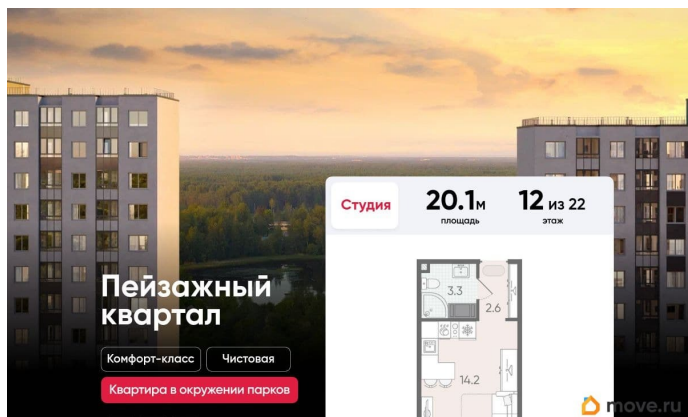 Студия
20.1м
площадь
12 из 22
этаж
Пейзажный
квартал
Комфорт-класс
Чистовая
Квартира в окружении парков
3.3
2.6
14.2
move.ru